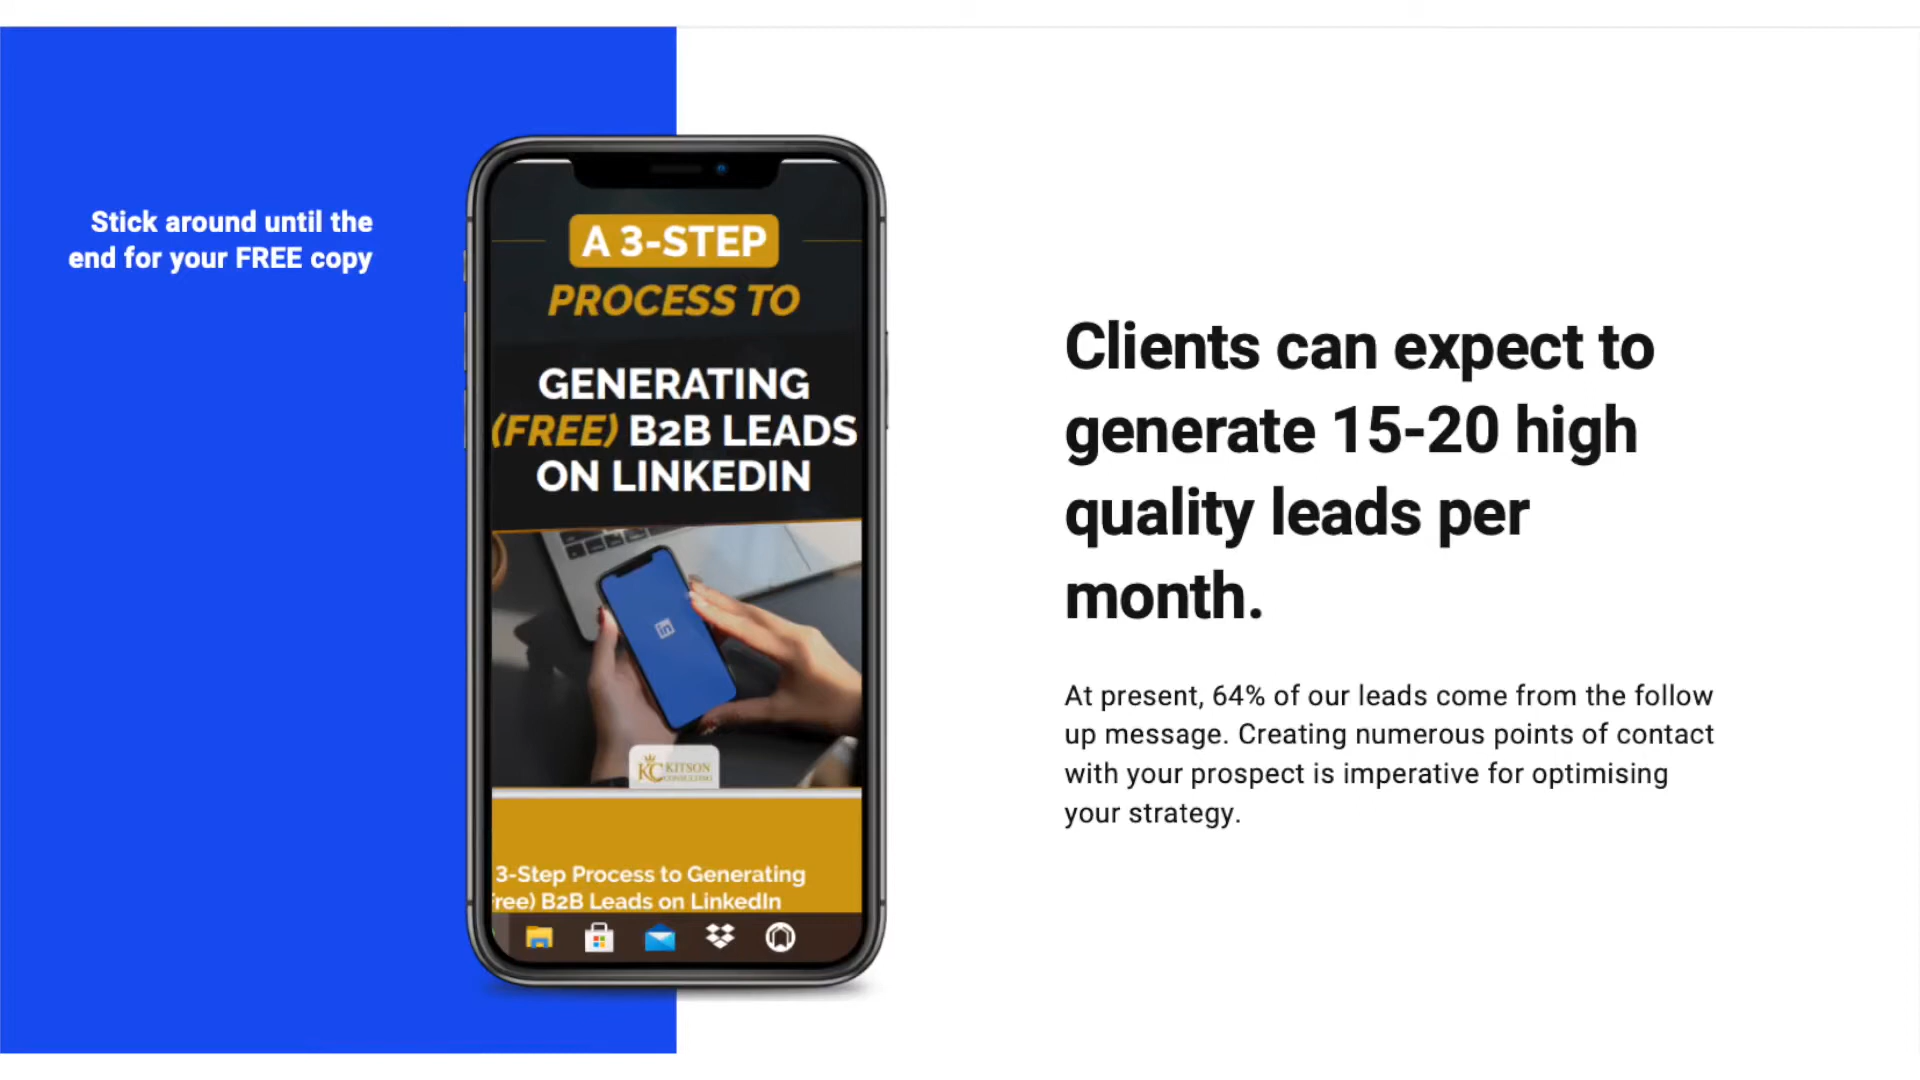 Stick around until the
end for your FREE copy
A 3-STEP
PROCESS TO
GENERATING
(FREE) B2B LEADS
ON LINKEDIN
in
KC KITSON
CONSULTING
3-Step Process to Generating
ree) B2B Leads on LinkedIn
Clients can expect to
generate 15-20 high
quality leads per
month.
At present, 64% of our leads come from the follow
up message. Creating numerous points of contact
with your prospect is imperative for optimising
your strategy.